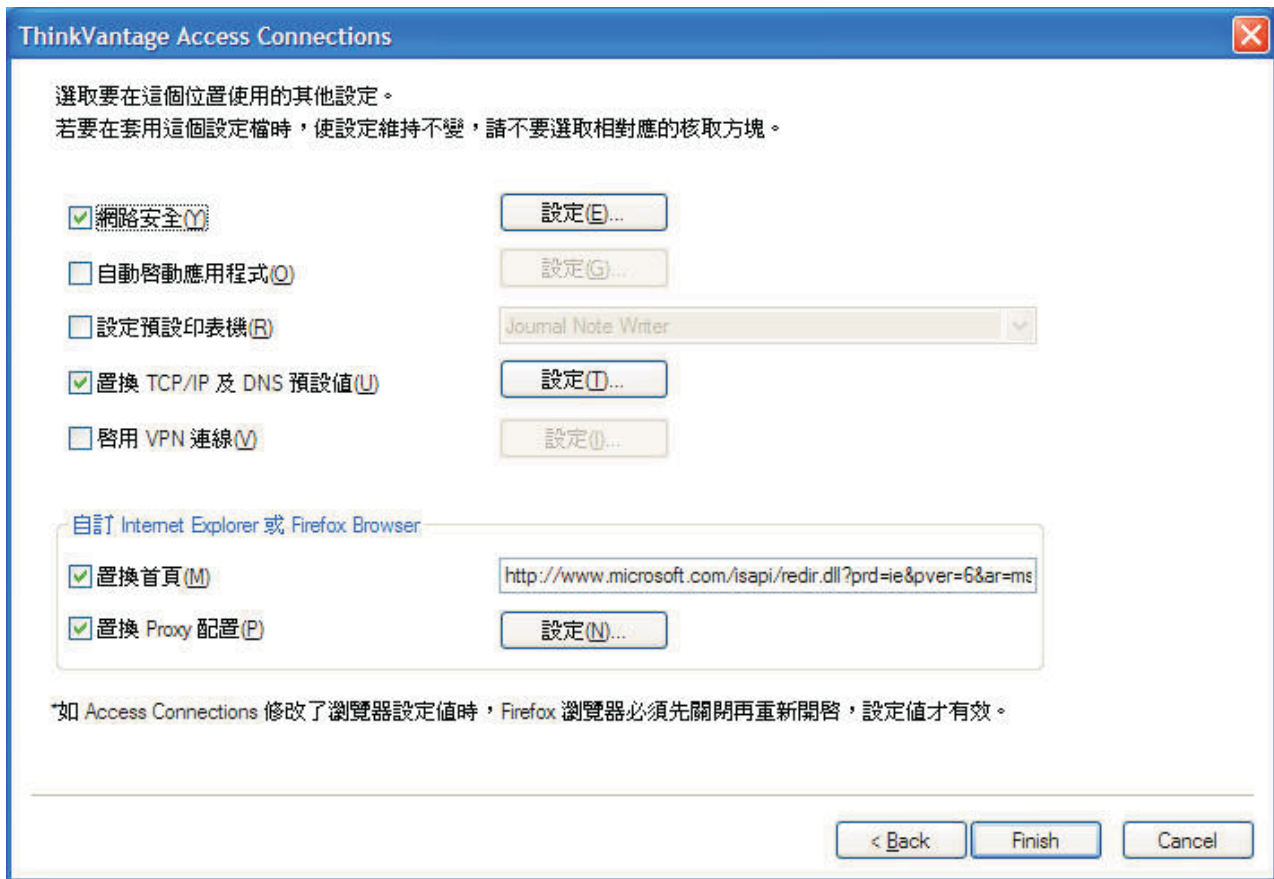 ThinkVantage Access Connections
選取要在這個位置使用的其他設定。
若要在套用這個設定檔時，使設定維持不變，請不要選取相對應的核取方塊。
網路安全(Y) 設定(E)...
自動啓動應用程式(O) 設定(G)...
設定預設印表機(R) Journal Note Writer
置換 TCP/IP 及 DNS 預設值(U) 設定(T)...
啓用 VPN 連線(V) 設定(I)...
自訂 Internet Explorer 或 Firefox Browser
置換首頁(M) http://www.microsoft.com/isapi/redir.dll?prd=ie&pver=6&ar=ms
置換 Proxy 配置(P) 設定(N)...
*如 Access Connections 修改了瀏覽器設定值時，Firefox 瀏覽器必須先關閉再重新開啓，設定值才有效。
< Back Finish Cancel